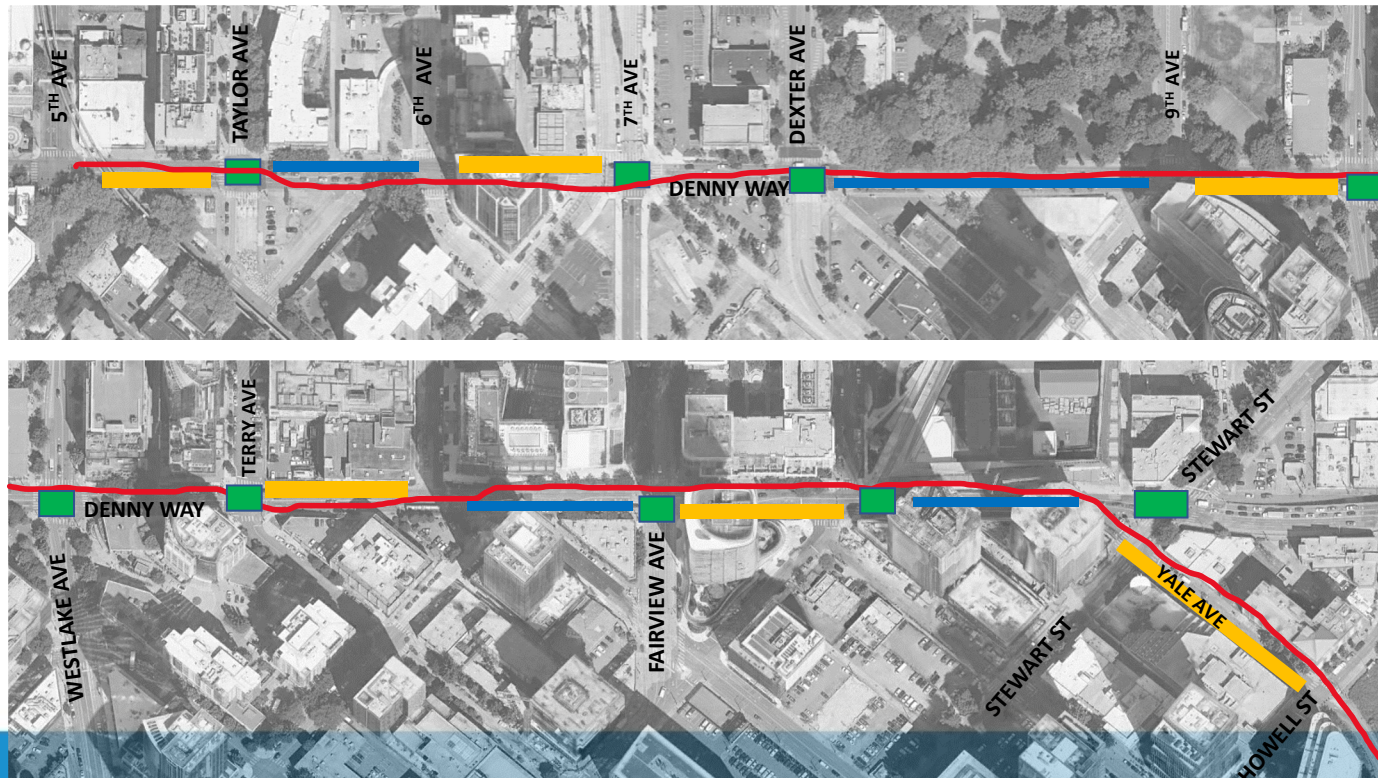 5TH AVE
TAYLOR AVE
6TH AVE
7TH AVE
DEXTER AVE
9TH AVE
DENNY WAY
TERRY AVE
STEWART ST
DENNY WAY
WESTLAKE AVE
FAIRVIEW AVE
YALE AVE
STEWART ST
HOWELL ST